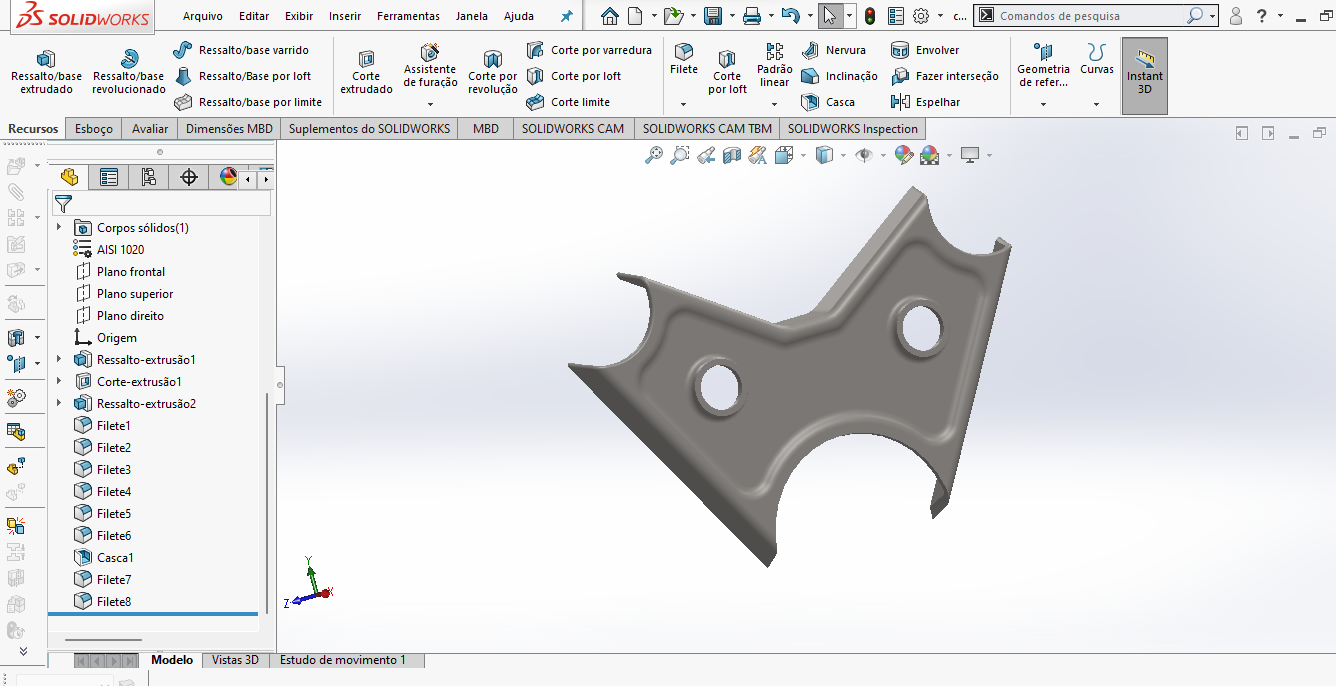 SOLIDWORKS
Arquivo Editar Exibir Inserir Ferramentas Janela Ajuda
c...
Comandos de pesquisa
?
Ressalto/base extrudado
Ressalto/base revolucionado
Ressalto/base varrido
Ressalto/Base por loft
Ressalto/base por limite
Corte extrudado
Assistente de furação
Corte por revolução
Corte por varredura
Corte por loft
Corte limite
Filete
Corte por loft
Padrão linear
Nervura
Inclinação
Casca
Envolver
Fazer interseção
Espelhar
Geometria de refer...
Curvas
Instant 3D
Recursos Esboço Avaliar Dimensões MBD Suplementos do SOLIDWORKS MBD SOLIDWORKS CAM SOLIDWORKS CAM TBM SOLIDWORKS Inspection
Corpos sólidos(1)
AISI 1020
Plano frontal
Plano superior
Plano direito
Origem
Ressalto-extrusão1
Corte-extrusão1
Ressalto-extrusão2
Filete1
Filete2
Filete3
Filete4
Filete5
Filete6
Casca1
Filete7
Filete8
Y
X
Z
Modelo Vistas 3D Estudo de movimento 1